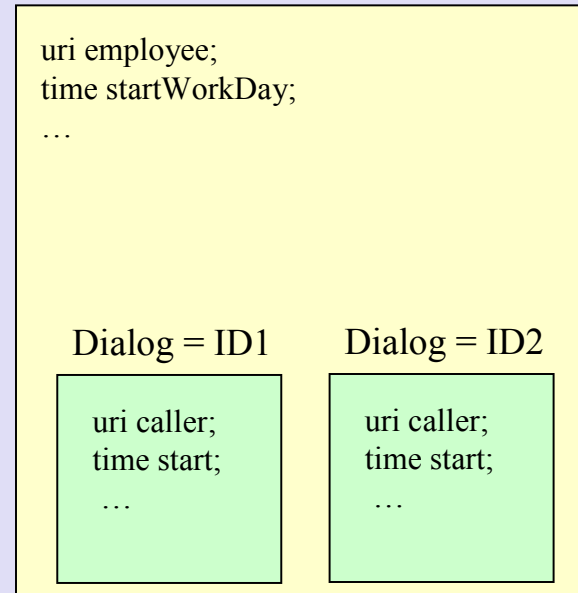 uri employee;
time startWorkDay;
…
Dialog = ID1
Dialog = ID2
uri caller;
time start;
…
uri caller;
time start;
…